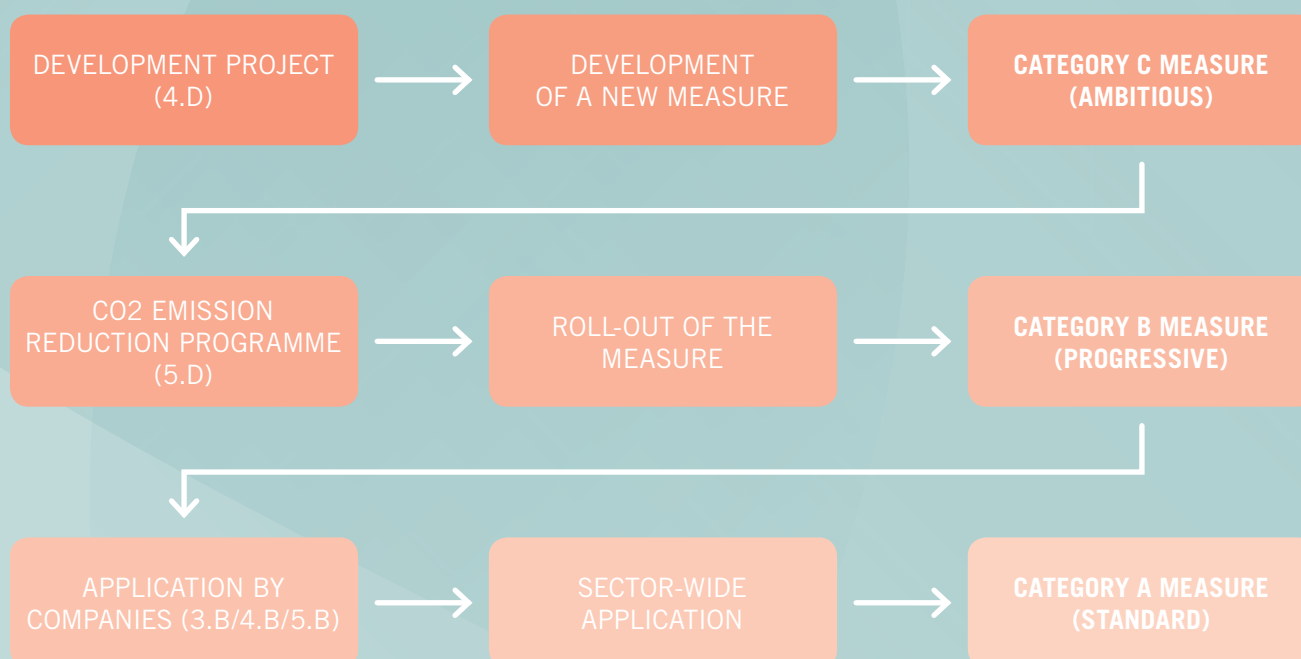 DEVELOPMENT PROJECT
(4.D)
DEVELOPMENT
OF A NEW MEASURE
CATEGORY C MEASURE
(AMBITIOUS)
CO2 EMISSION
REDUCTION PROGRAMME
(5.D)
ROLL-OUT OF THE
MEASURE
CATEGORY B MEASURE
(PROGRESSIVE)
APPLICATION BY
COMPANIES (3.B/4.B/5.B)
SECTOR-WIDE
APPLICATION
CATEGORY A MEASURE
(STANDARD)